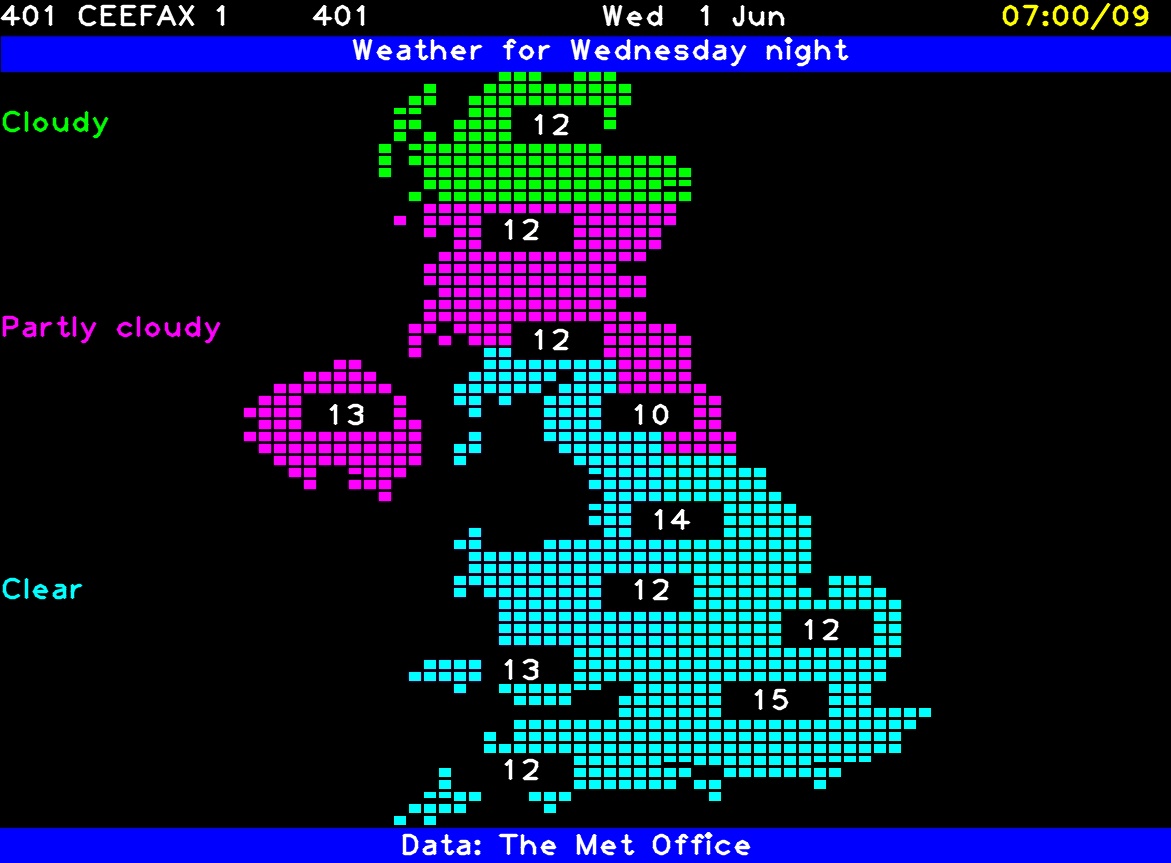 401 CEEFAX 1 401 Wed 1 Jun 07:00/09
Weather for Wednesday night
Cloudy
12
12
Partly cloudy
12
13
10
14
Clear
12
12
13
15
12
Data: The Met Office